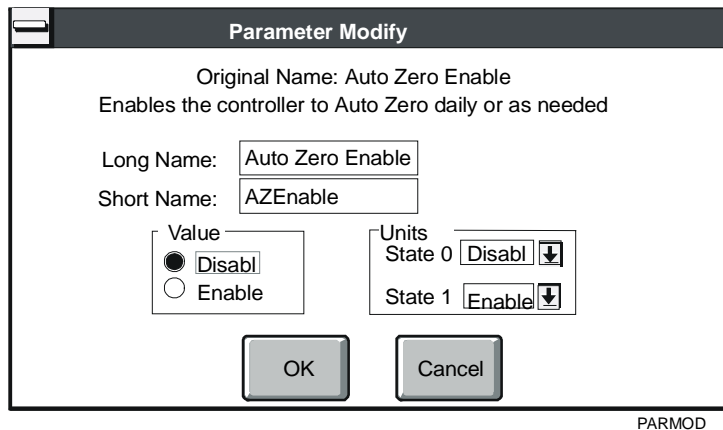 Parameter Modify
Original Name: Auto Zero Enable
Enables the controller to Auto Zero daily or as needed
Long Name: Auto Zero Enable
Short Name: AZEnable
Value
Disabl
Enable
Units
State 0 Disabl
State 1 Enable
OK Cancel
PARMOD